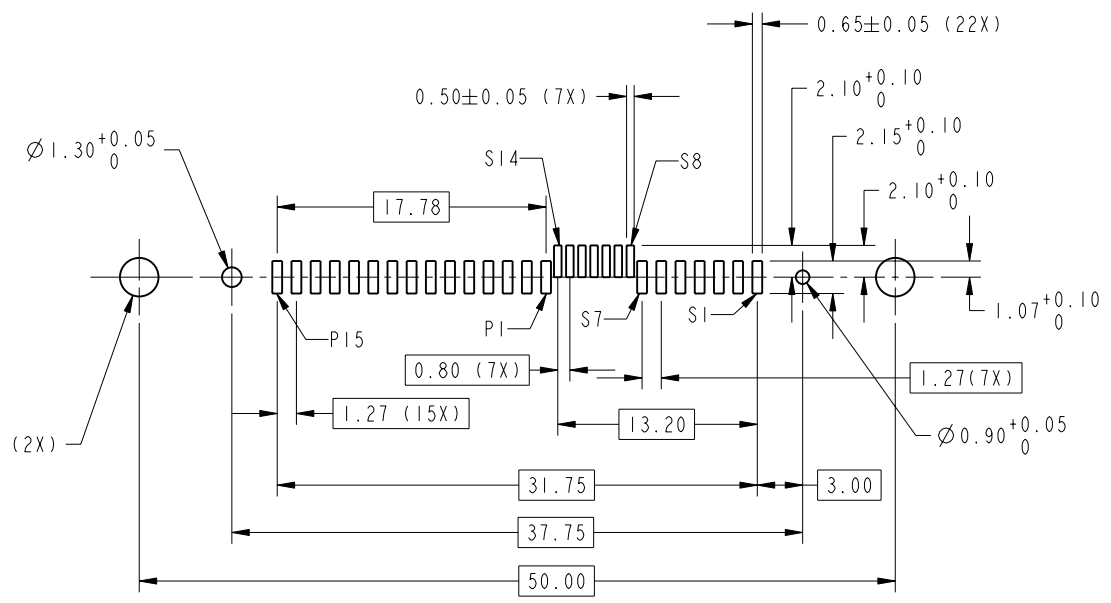 0.65±0.05 (22X)
0.50±0.05 (7X)
2.10 +0.10 0
2.15 +0.10 0
2.10 +0.10 0
Ø1.30 +0.05 0
S14
S8
17.78
1.07 +0.10 0
P15
P1
S7
S1
0.80 (7X)
1.27(7X)
1.27 (15X)
13.20
Ø0.90 +0.05 0
(2X)
31.75
3.00
37.75
50.00